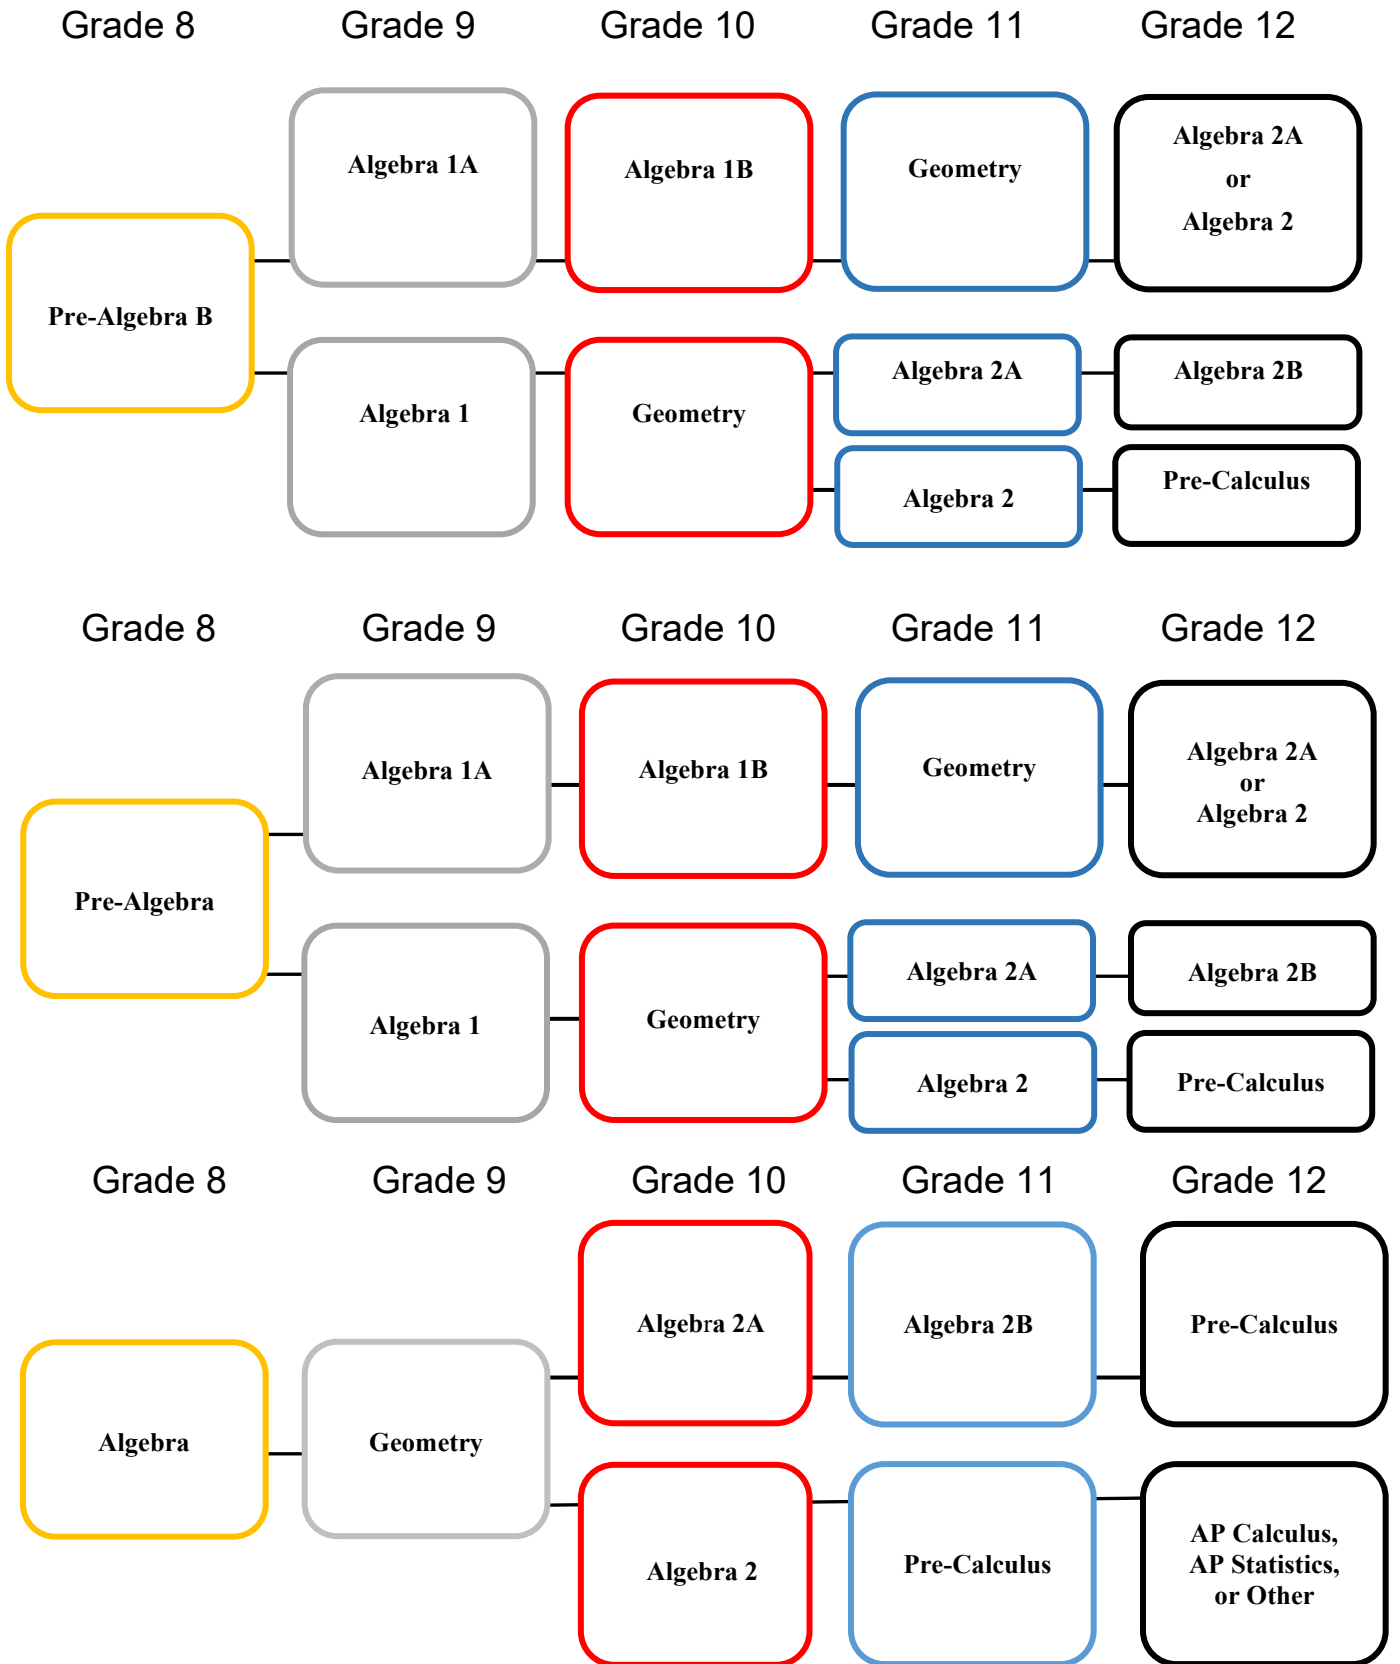 Grade 8 Grade 9 Grade 10 Grade 11 Grade 12
Algebra 1A
Algebra 1B
Geometry
Algebra 2A
or
Algebra 2
Pre-Algebra B
Algebra 1
Geometry
Algebra 2A
Algebra 2B
Algebra 2
Pre-Calculus
Grade 8 Grade 9 Grade 10 Grade 11 Grade 12
Algebra 1A
Algebra 1B
Geometry
Algebra 2A
or
Algebra 2
Pre-Algebra
Algebra 1
Geometry
Algebra 2A
Algebra 2B
Algebra 2
Pre-Calculus
Grade 8 Grade 9 Grade 10 Grade 11 Grade 12
Algebra 2A
Algebra 2B
Pre-Calculus
Algebra
Geometry
Algebra 2
Pre-Calculus
AP Calculus,
AP Statistics,
or Other